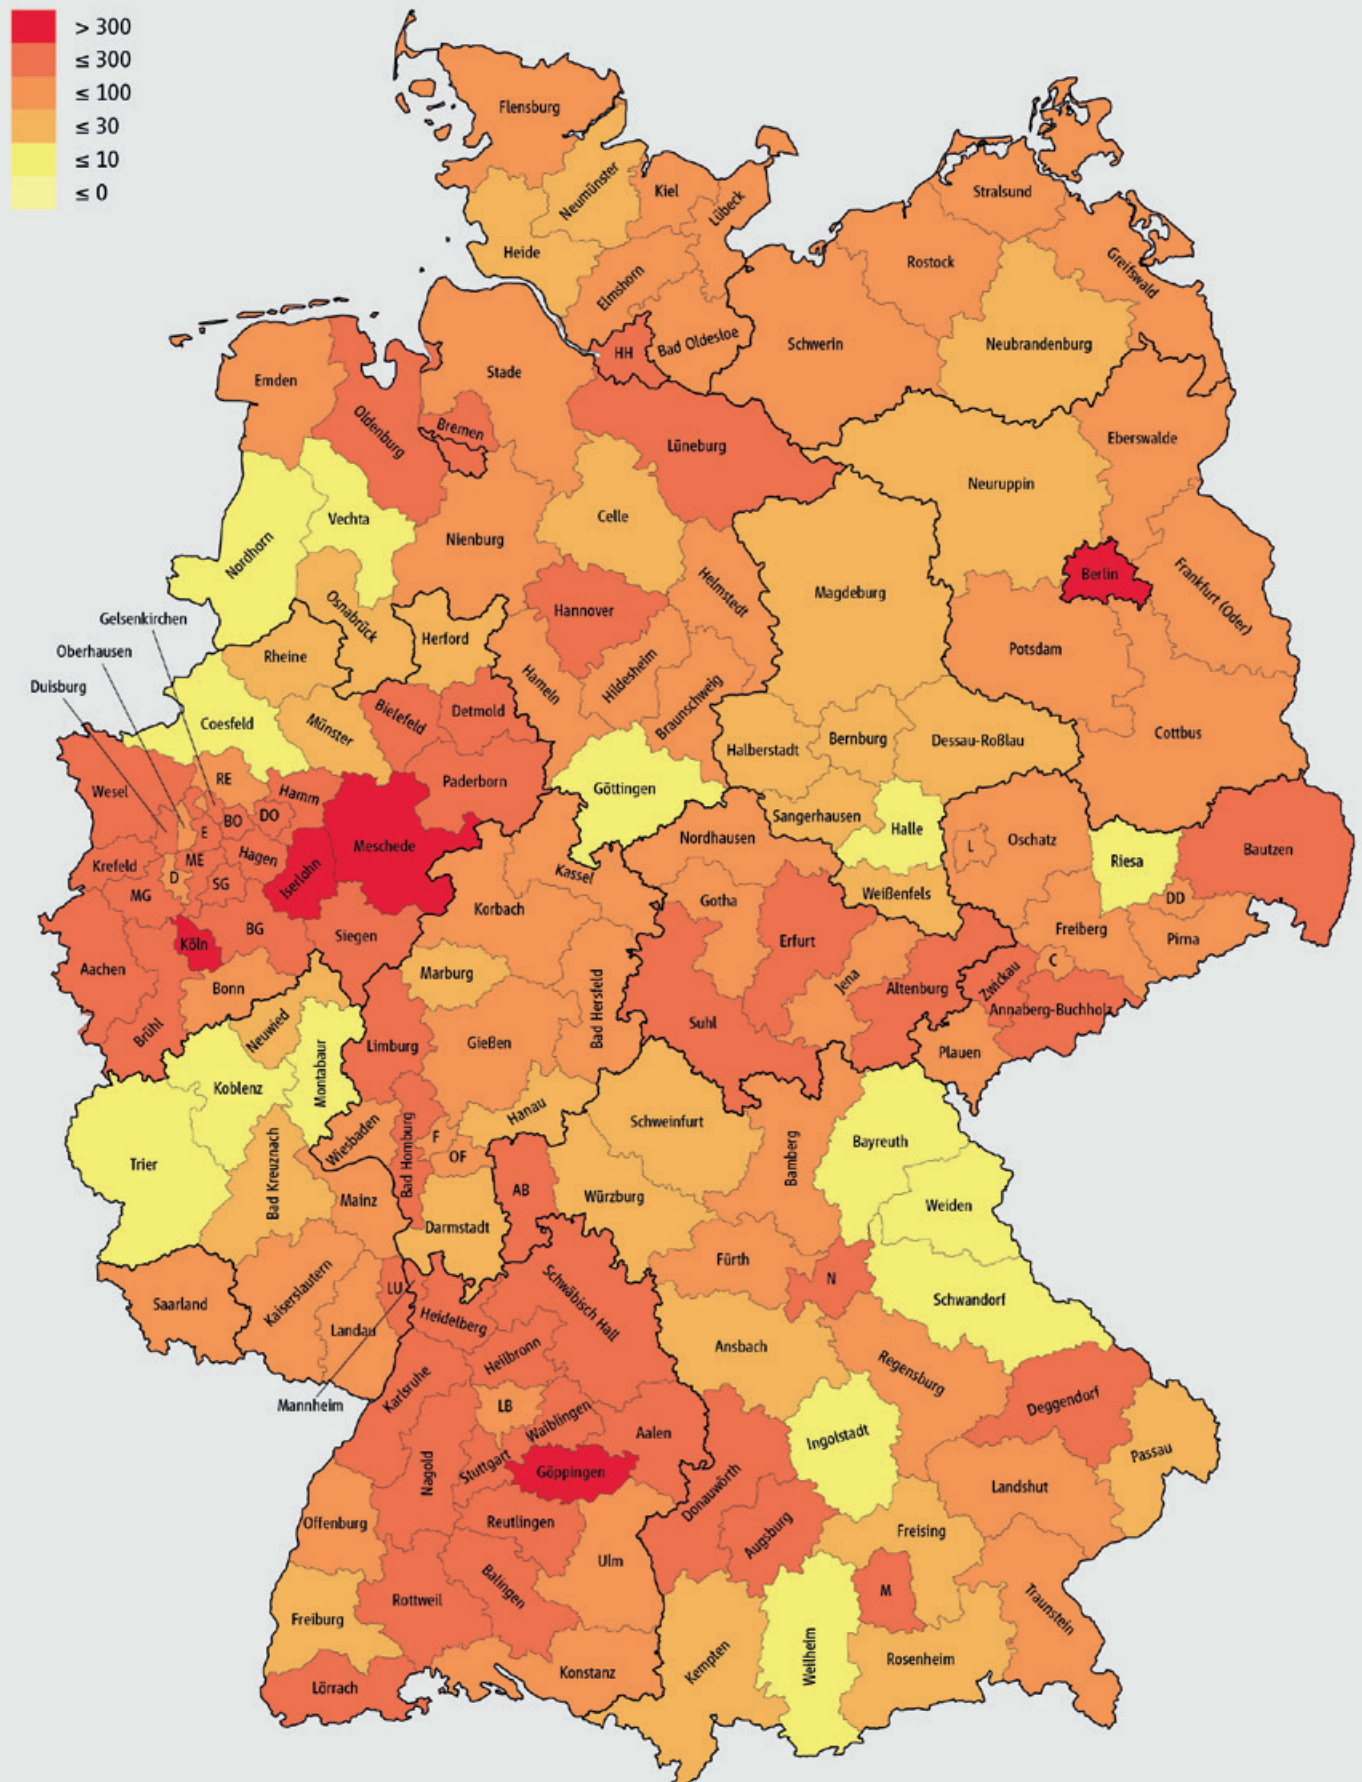 > 300
≤ 300
≤ 100
≤ 30
≤ 10
≤ 0
Flensburg
Neumünster
Kiel
Lübeck
Heide
Elmshorn
Bad Oldesloe
HH
Stralsund
Rostock
Greifswald
Schwerin
Neubrandenburg
Emden
Stade
Oldenburg
Bremen
Lüneburg
Eberswalde
Neuruppin
Vechta
Nordhorn
Celle
Nienburg
Berlin
Frankfurt (Oder)
Helmstedt
Magdeburg
Hannover
Osnabrück
Herford
Gelsenkirchen
Oberhausen
Duisburg
Rheine
Potsdam
Hameln
Hildesheim
Braunschweig
Coesfeld
Münster
Bielefeld
Detmold
Halberstadt
Bernburg
Dessau-Roßlau
Cottbus
Wesel
RE
Hamm
Paderborn
Göttingen
Sangerhausen
Halle
E
BO
DO
Meschede
Nordhausen
L
Oschatz
Riesa
Bautzen
Krefeld
ME
Hagen
Iserlohn
D
SG
MG
Kassel
Korbach
Gotha
Weißenfels
DD
Köln
BG
Siegen
Erfurt
Freiberg
Pirna
Aachen
Marburg
Bad Hersfeld
Jena
Altenburg
Zwickau
C
Bonn
Annaberg-Buchholz
Brühl
Neuwied
Limburg
Gießen
Suhl
Plauen
Koblenz
Montabaur
Hanau
Schweinfurt
Bamberg
Bayreuth
Trier
Bad Kreuznach
Wiesbaden
Bad Homburg
F
OF
Mainz
AB
Würzburg
Weiden
Darmstadt
Saarland
Kaiserslautern
Landau
LU
Heidelberg
Schwäbisch Hall
Fürth
N
Schwandorf
Mannheim
Karlsruhe
Heilbronn
Ansbach
Regensburg
LB
Waiblingen
Aalen
Ingolstadt
Deggendorf
Passau
Nagold
Stuttgart
Göppingen
Donauwörth
Landshut
Offenburg
Reutlingen
Ulm
Augsburg
Freising
Rottweil
Balingen
M
Traunstein
Freiburg
Lörrach
Konstanz
Kempten
Weilheim
Rosenheim